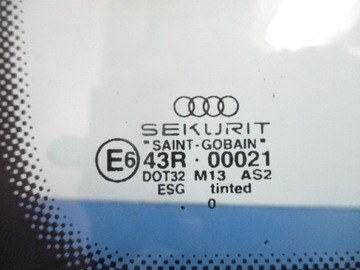 SEKURIT
"SAINT-GOBAIN"
E6 43R · 00021
DOT32 M13 AS2
ESG tinted
0